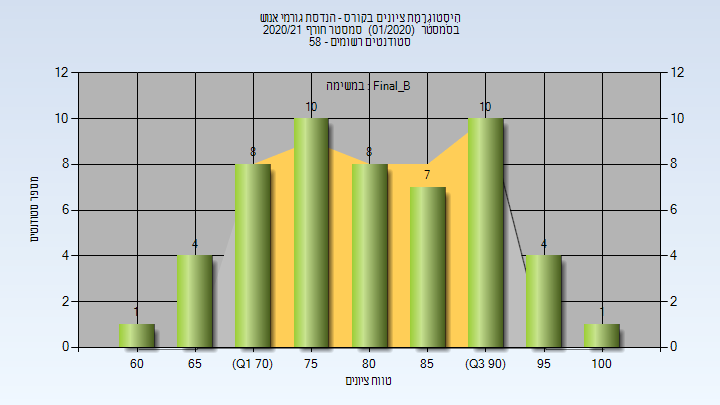 הִיסְטוֹגְרָמַת ציונים בקורס - הנדסת גורמי אנוש
בסמסטר (01/2020) סמסטר חורף 2020/21
סטודנטים רשומים - 58
במשימה : Final_B
מספר סטודנטים
12 12
10 10
8 8
6 6
4 4
2 2
0 0
1 4 8 10 8 7 10 4 1
60 65 (Q1 70) 75 80 85 (Q3 90) 95 100
טווח ציונים